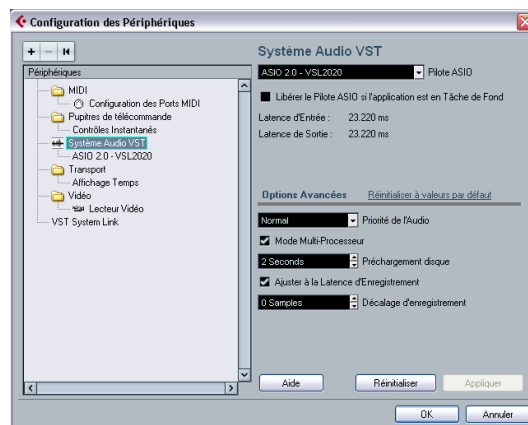 Configuration des Périphériques
Périphériques
MIDI
Configuration des Ports MIDI
Pupitres de télécommande
Contrôles Instantanés
Système Audio VST
ASIO 2.0 - VSL2020
Transport
Affichage Temps
Vidéo
Lecteur Vidéo
VST System Link
Système Audio VST
ASIO 2.0 - VSL2020 Pilote ASIO
Libérer le Pilote ASIO si l'application est en Tâche de Fond
Latence d'Entrée : 23.220 ms
Latence de Sortie : 23.220 ms
Options Avancées Réinitialiser à valeurs par défaut
Normal Priorité de l'Audio
Mode Multi-Processeur
2 Seconds Préchargement disque
Ajuster à la Latence d'Enregistrement
0 Samples Décalage d'enregistrement
Aide Réinitialiser Appliquer
OK Annuler